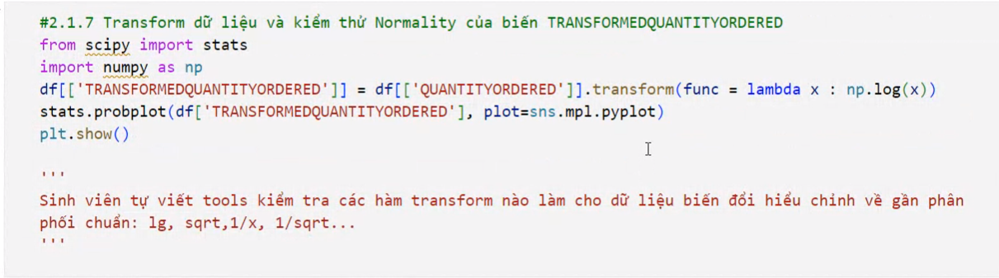 #2.1.7 Transform dữ liệu và kiểm thử Normality của biến TRANSFORMEDQUANTITYORDERED
from scipy import stats
import numpy as np
df[['TRANSFORMEDQUANTITYORDERED']] = df[['QUANTITYORDERED']].transform(func = lambda x : np.log(x))
stats.probplot(df['TRANSFORMEDQUANTITYORDERED'], plot=sns.mpl.pyplot)
plt.show()
'''
Sinh viên tự viết tools kiểm tra các hàm transform nào làm cho dữ liệu biến đổi hiểu chỉnh về gần phân
phối chuẩn: lg, sqrt,1/x, 1/sqrt...
'''